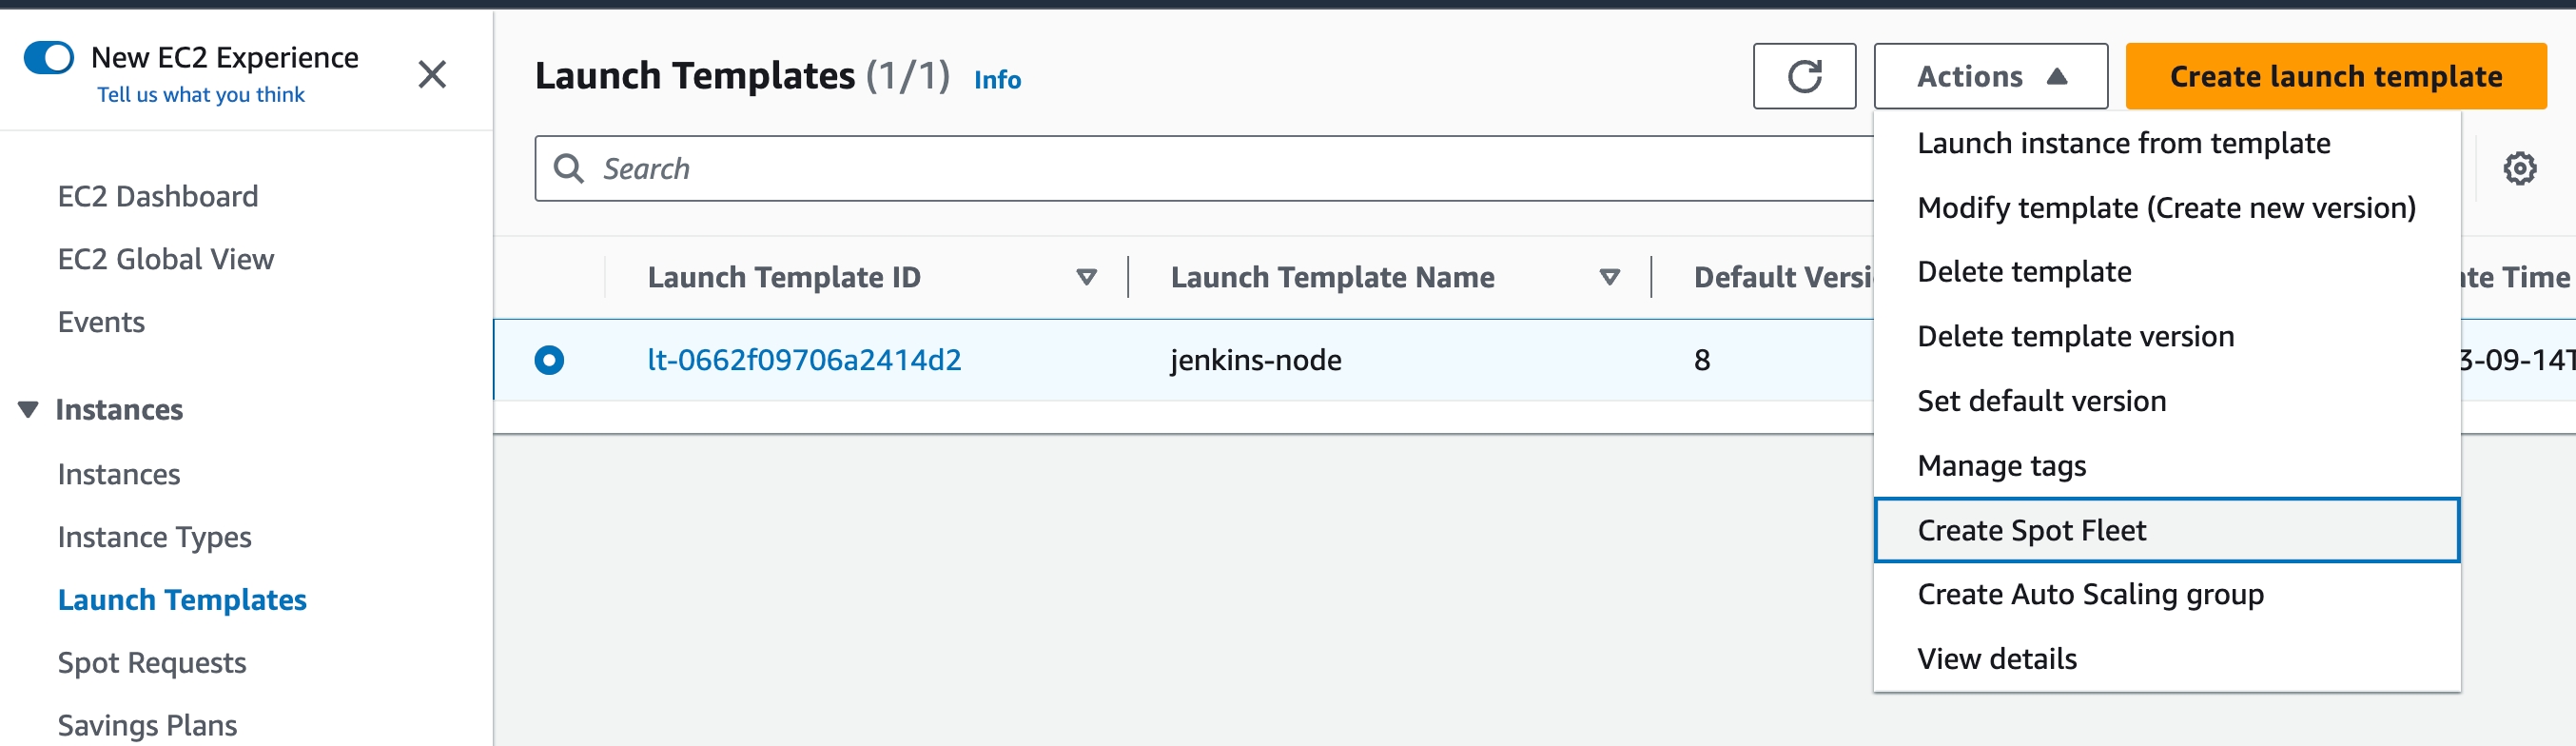 New EC2 Experience
Tell us what you think
EC2 Dashboard
EC2 Global View
Events
Instances
Instances
Instance Types
Launch Templates
Spot Requests
Savings Plans
Launch Templates (1/1) Info
Actions
Create launch template
Search
Launch Template ID
Launch Template Name
Default Versi
te Time
lt-0662f09706a2414d2
jenkins-node
8
3-09-14T
Launch instance from template
Modify template (Create new version)
Delete template
Delete template version
Set default version
Manage tags
Create Spot Fleet
Create Auto Scaling group
View details